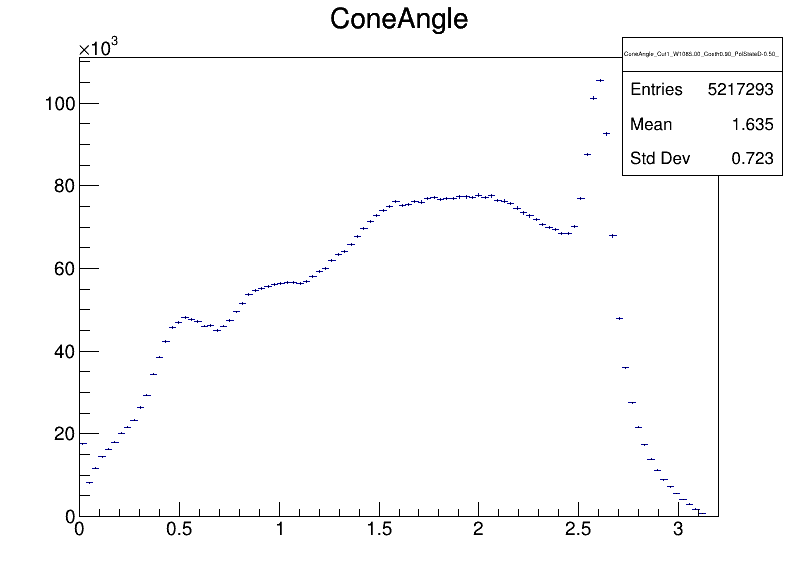 ConeAngle
×10³
ConeAngle_Cut1_W1085.00_Costh0.90_PolStateD-0.50_
Entries 5217293
Mean 1.635
Std Dev 0.723
100
80
60
40
20
0
0 0.5 1 1.5 2 2.5 3